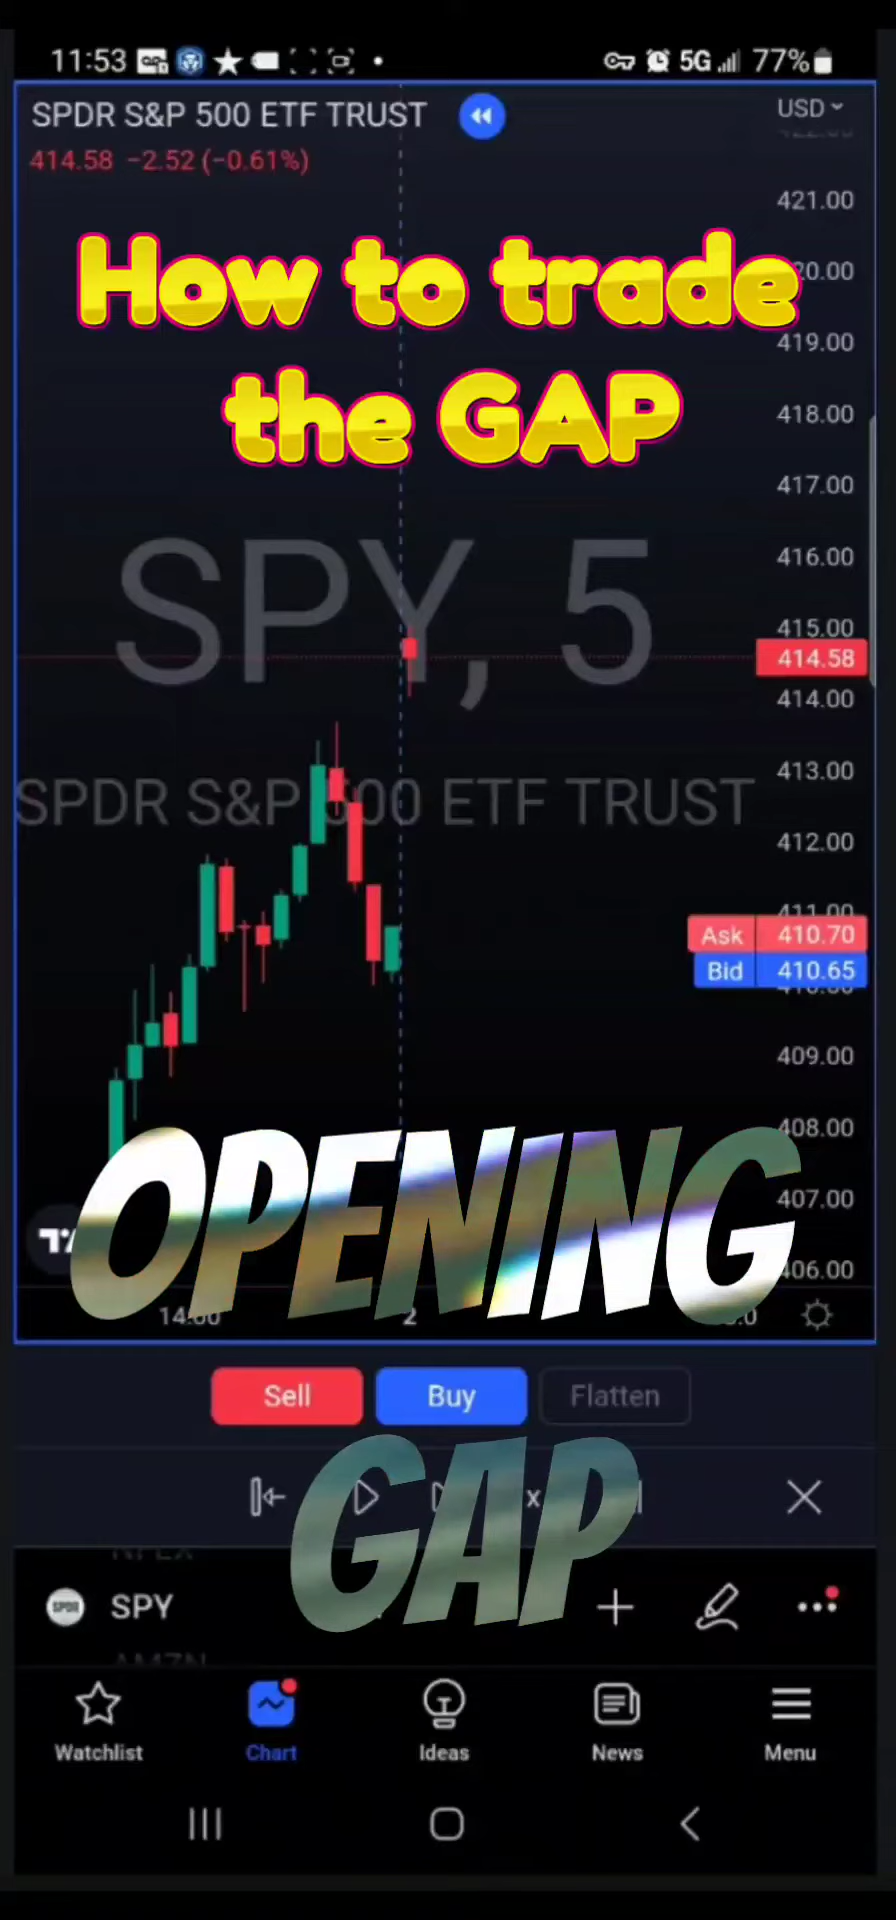 11:53 5G 77%
SPDR S&P 500 ETF TRUST USD
414.58 −2.52 (−0.61%)
421.00
How to trade
419.00
the GAP
418.00
417.00
SPY, 5
416.00
415.00
414.58
414.00
413.00
SPDR S&P 500 ETF TRUST
412.00
411.00
Ask 410.70
Bid 410.65
409.00
408.00
OPENING
407.00
406.00
14:00 2
Sell Buy Flatten
GAP
SPY
AMZN
Watchlist Chart Ideas News Menu